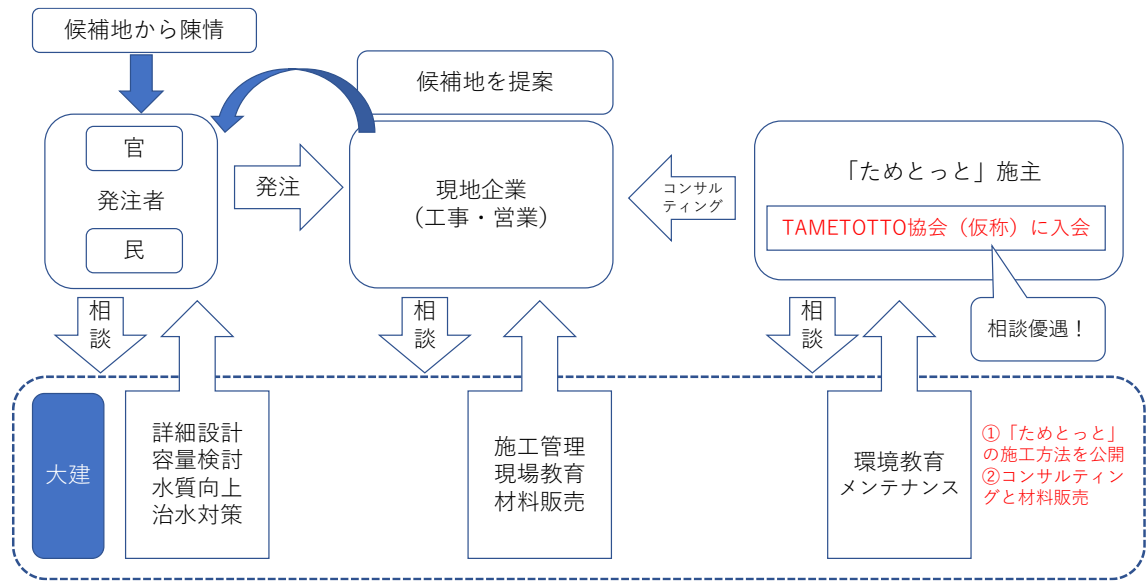 候補地から陳情
候補地を提案
官
発注者
民
発注
現地企業
（工事・営業）
コンサル
ティング
「ためとっと」施主
TAMETOTTO協会（仮称）に入会
相談優遇！
相
談
相
談
相
談
大建
詳細設計
容量検討
水質向上
治水対策
施工管理
現場教育
材料販売
環境教育
メンテナンス
①「ためとっと」
の施工方法を公開
②コンサルティン
グと材料販売